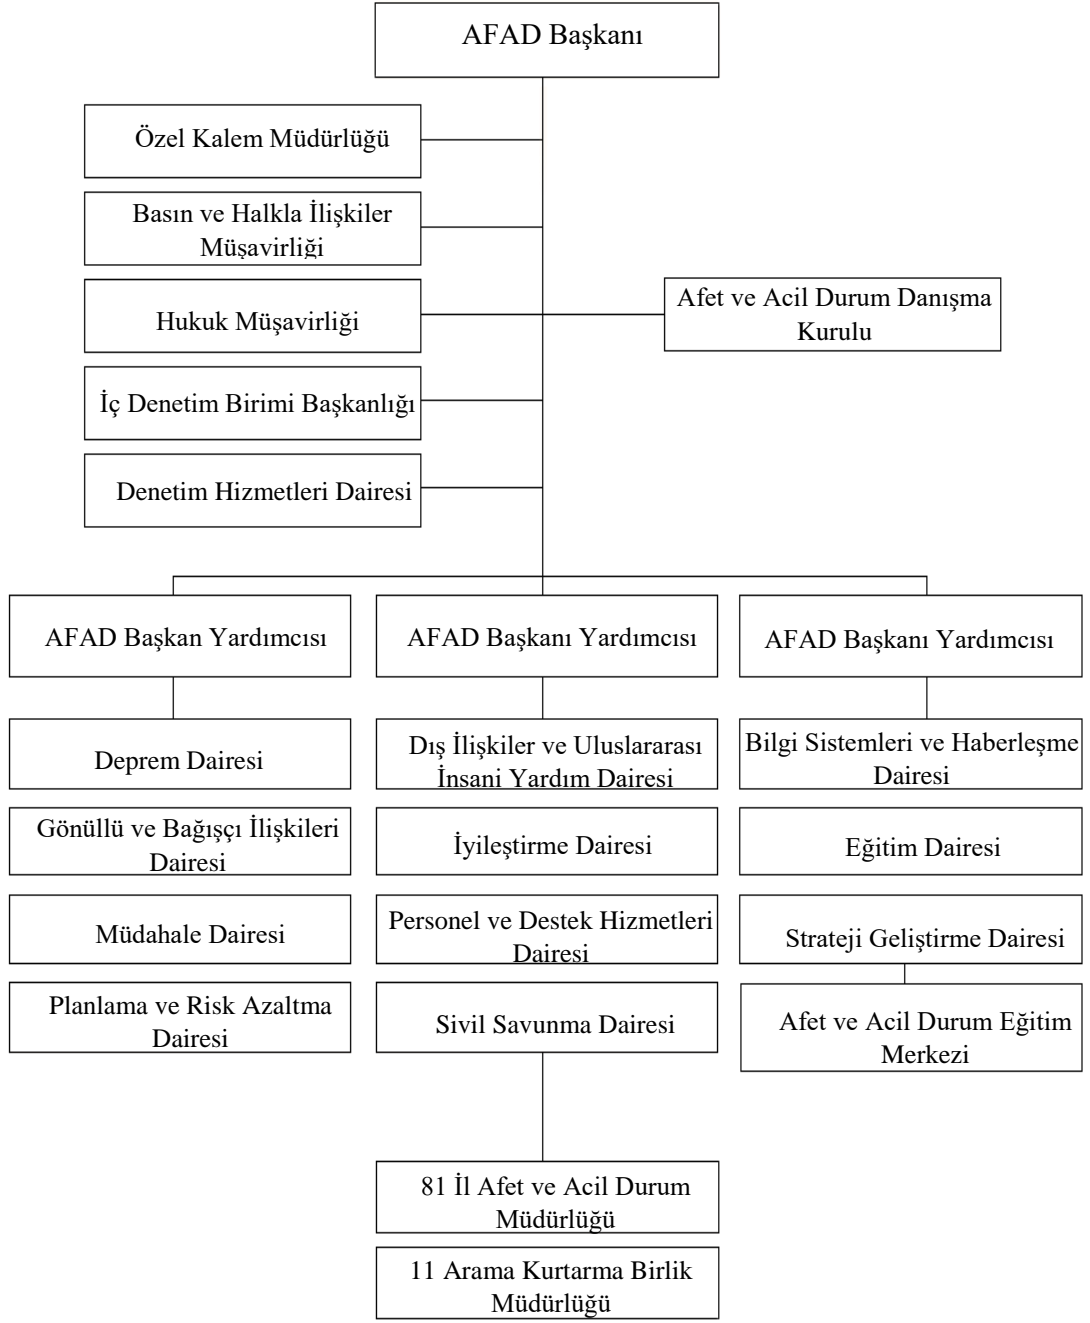 AFAD Başkanı
Özel Kalem Müdürlüğü
Basın ve Halkla İlişkiler
Müşavirliği
Hukuk Müşavirliği
Afet ve Acil Durum Danışma
Kurulu
İç Denetim Birimi Başkanlığı
Denetim Hizmetleri Dairesi
AFAD Başkan Yardımcısı
AFAD Başkanı Yardımcısı
AFAD Başkanı Yardımcısı
Deprem Dairesi
Gönüllü ve Bağışçı İlişkileri
Dairesi
Müdahale Dairesi
Planlama ve Risk Azaltma
Dairesi
Dış İlişkiler ve Uluslararası
İnsani Yardım Dairesi
İyileştirme Dairesi
Personel ve Destek Hizmetleri
Dairesi
Sivil Savunma Dairesi
Bilgi Sistemleri ve Haberleşme
Dairesi
Eğitim Dairesi
Strateji Geliştirme Dairesi
Afet ve Acil Durum Eğitim
Merkezi
81 İl Afet ve Acil Durum
Müdürlüğü
11 Arama Kurtarma Birlik
Müdürlüğü